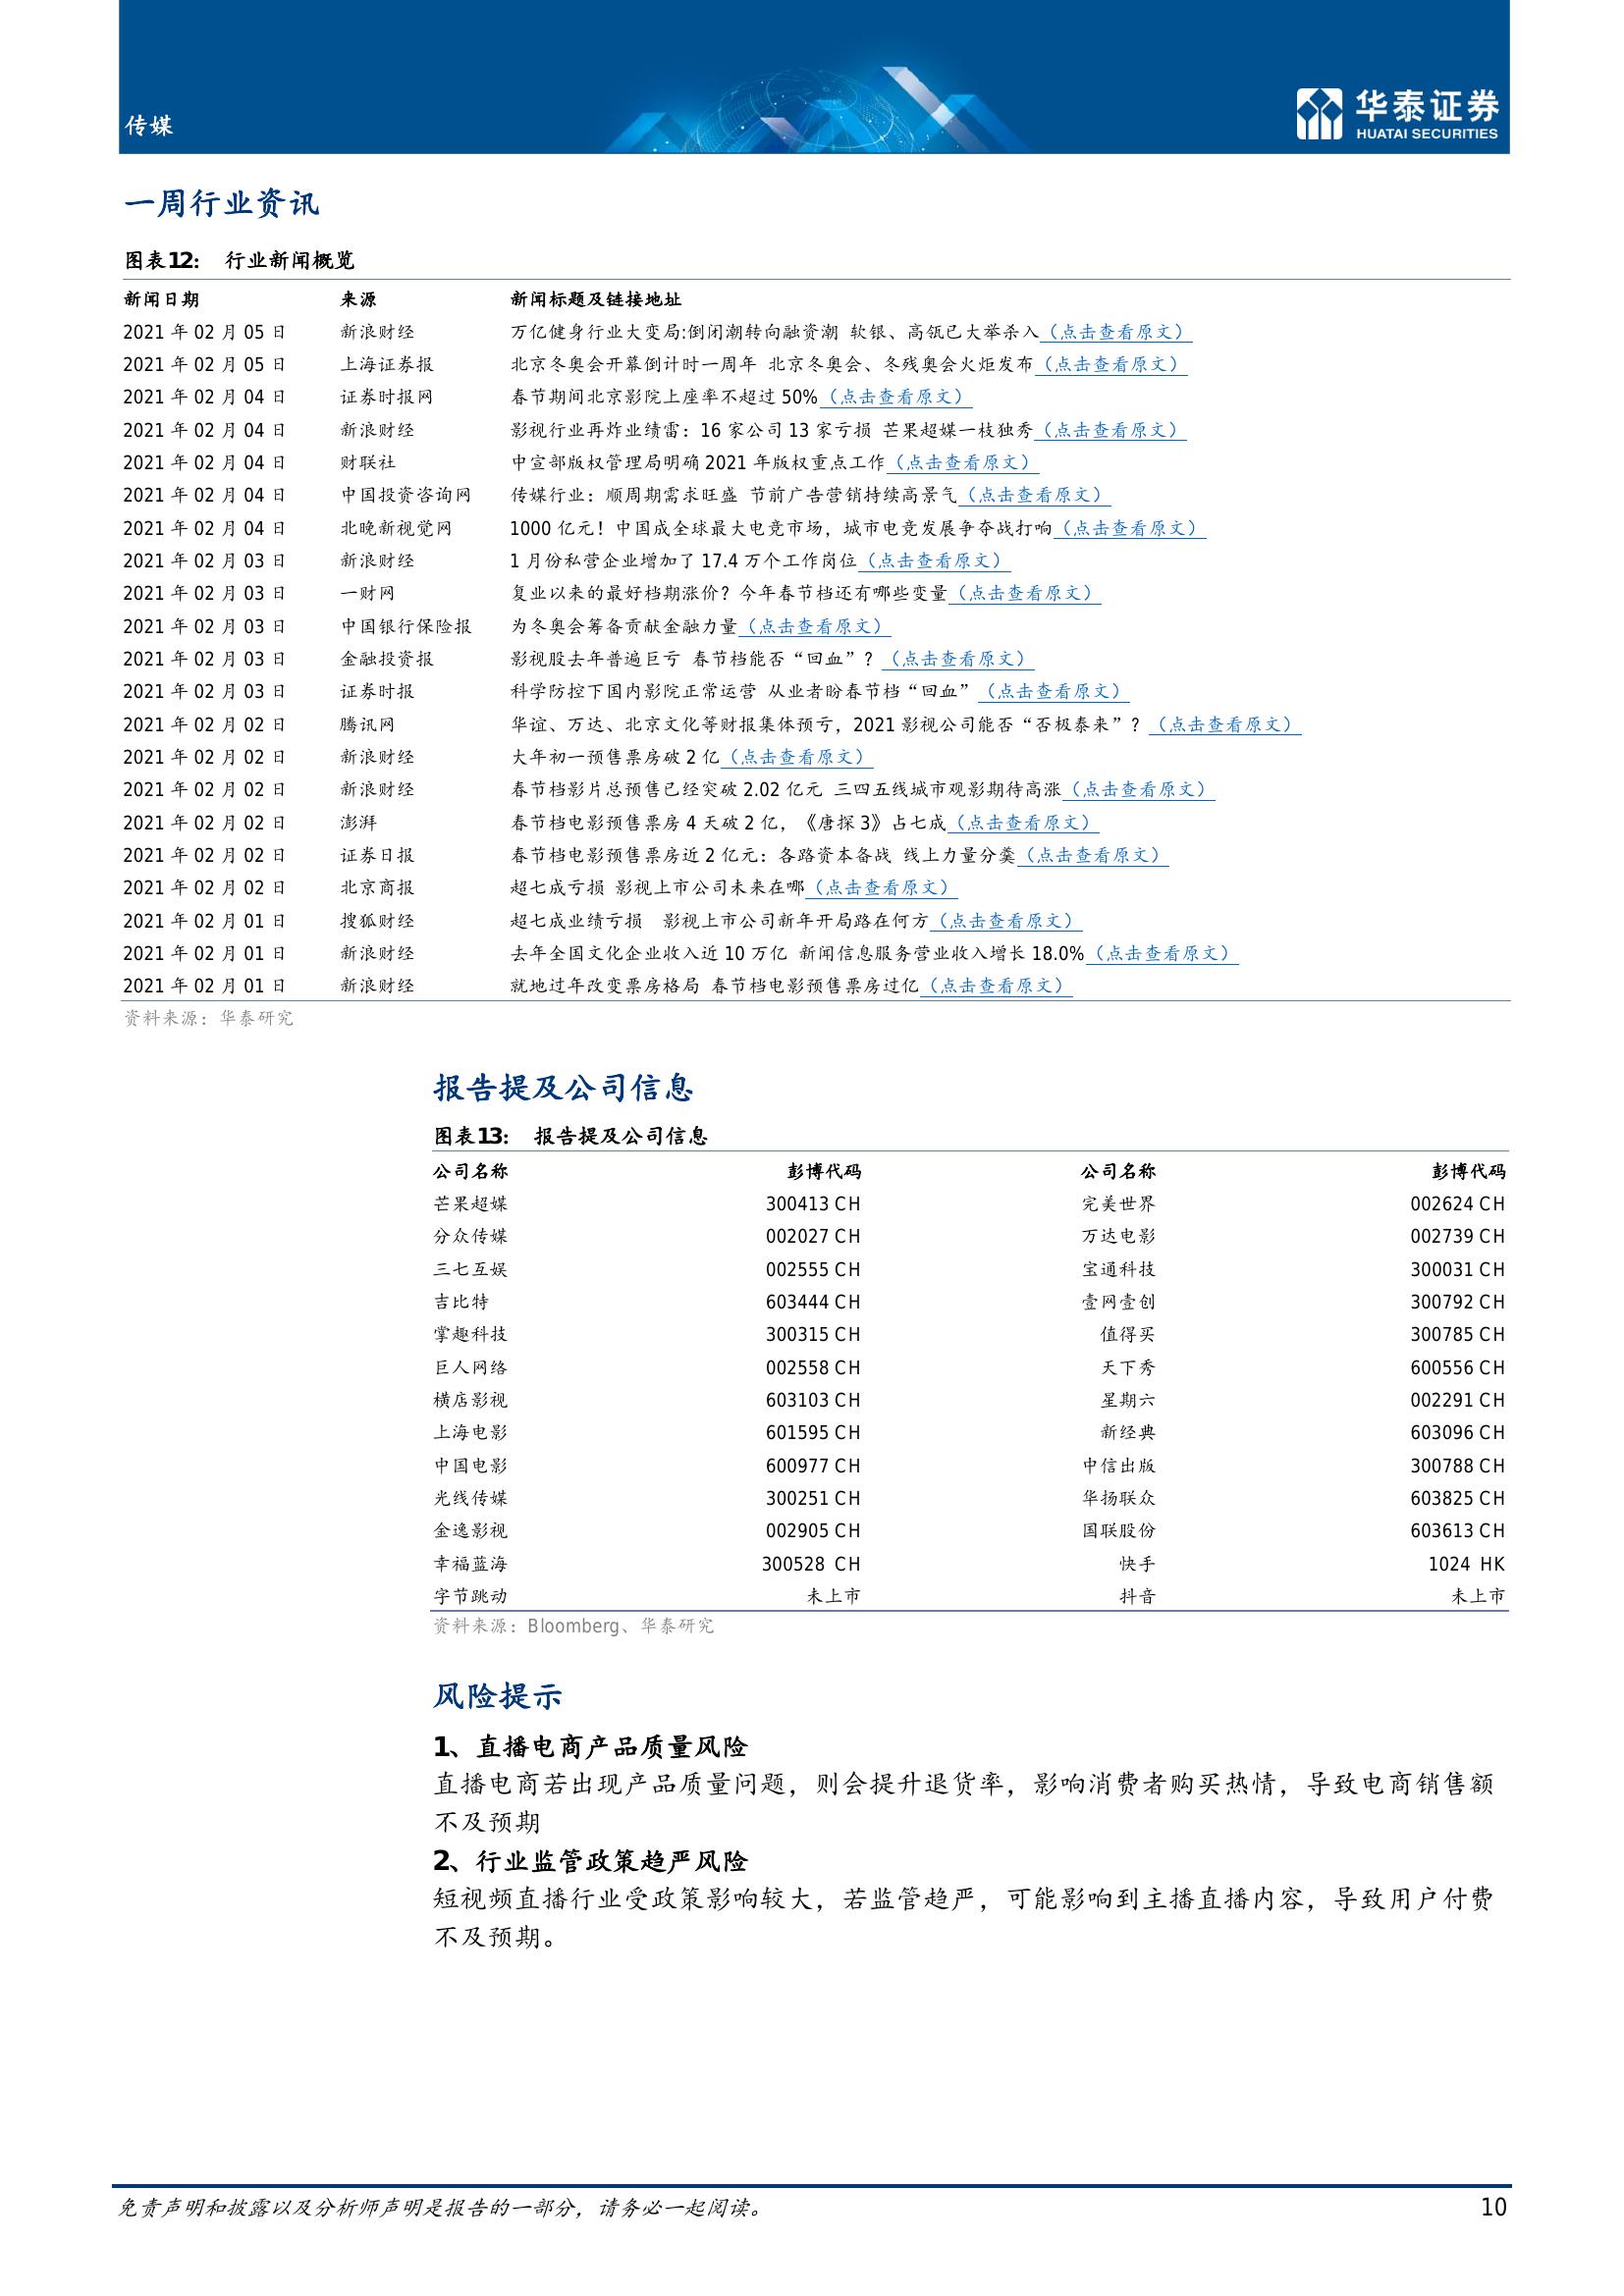 传媒
华泰证券
HUATAI SECURITIES
一周行业资讯
图表12： 行业新闻概览
新闻日期 来源 新闻标题及链接地址
2021 年 02 月 05 日 新浪财经 万亿健身行业大变局:倒闭潮转向融资潮 软银、高瓴已大举杀入（点击查看原文）
2021 年 02 月 05 日 上海证券报 北京冬奥会开幕倒计时一周年 北京冬奥会、冬残奥会火炬发布（点击查看原文）
2021 年 02 月 04 日 证券时报网 春节期间北京影院上座率不超过 50%（点击查看原文）
2021 年 02 月 04 日 新浪财经 影视行业再炸业绩雷：16 家公司 13 家亏损 芒果超媒一枝独秀（点击查看原文）
2021 年 02 月 04 日 财联社 中宣部版权管理局明确 2021 年版权重点工作（点击查看原文）
2021 年 02 月 04 日 中国投资咨询网 传媒行业：顺周期需求旺盛 节前广告营销持续高景气（点击查看原文）
2021 年 02 月 04 日 北晚新视觉网 1000 亿元！中国成全球最大电竞市场，城市电竞发展争夺战打响（点击查看原文）
2021 年 02 月 03 日 新浪财经 1 月份私营企业增加了 17.4 万个工作岗位（点击查看原文）
2021 年 02 月 03 日 一财网 复业以来的最好档期涨价？今年春节档还有哪些变量（点击查看原文）
2021 年 02 月 03 日 中国银行保险报 为冬奥会筹备贡献金融力量（点击查看原文）
2021 年 02 月 03 日 金融投资报 影视股去年普遍巨亏 春节档能否“回血”？（点击查看原文）
2021 年 02 月 03 日 证券时报 科学防控下国内影院正常运营 从业者盼春节档“回血”（点击查看原文）
2021 年 02 月 02 日 腾讯网 华谊、万达、北京文化等财报集体预亏，2021 影视公司能否“否极泰来”？（点击查看原文）
2021 年 02 月 02 日 新浪财经 大年初一预售票房破 2 亿（点击查看原文）
2021 年 02 月 02 日 新浪财经 春节档影片总预售已经突破 2.02 亿元 三四五线城市观影期待高涨（点击查看原文）
2021 年 02 月 02 日 澎湃 春节档电影预售票房 4 天破 2 亿，《唐探 3》占七成（点击查看原文）
2021 年 02 月 02 日 证券日报 春节档电影预售票房近 2 亿元：各路资本备战 线上力量分羹（点击查看原文）
2021 年 02 月 02 日 北京商报 超七成亏损 影视上市公司未来在哪（点击查看原文）
2021 年 02 月 01 日 搜狐财经 超七成业绩亏损 影视上市公司新年开局路在何方（点击查看原文）
2021 年 02 月 01 日 新浪财经 去年全国文化企业收入近 10 万亿 新闻信息服务营业收入增长 18.0%（点击查看原文）
2021 年 02 月 01 日 新浪财经 就地过年改变票房格局 春节档电影预售票房过亿（点击查看原文）
资料来源：华泰研究
报告提及公司信息
图表13： 报告提及公司信息
公司名称 彭博代码 公司名称 彭博代码
芒果超媒 300413 CH 完美世界 002624 CH
分众传媒 002027 CH 万达电影 002739 CH
三七互娱 002555 CH 宝通科技 300031 CH
吉比特 603444 CH 壹网壹创 300792 CH
掌趣科技 300315 CH 值得买 300785 CH
巨人网络 002558 CH 天下秀 600556 CH
横店影视 603103 CH 星期六 002291 CH
上海电影 601595 CH 新经典 603096 CH
中国电影 600977 CH 中信出版 300788 CH
光线传媒 300251 CH 华扬联众 603825 CH
金逸影视 002905 CH 国联股份 603613 CH
幸福蓝海 300528 CH 快手 1024 HK
字节跳动 未上市 抖音 未上市
资料来源：Bloomberg、华泰研究
风险提示
1、直播电商产品质量风险
直播电商若出现产品质量问题，则会提升退货率，影响消费者购买热情，导致电商销售额
不及预期
2、行业监管政策趋严风险
短视频直播行业受政策影响较大，若监管趋严，可能影响到主播直播内容，导致用户付费
不及预期。
免责声明和披露以及分析师声明是报告的一部分，请务必一起阅读。 10